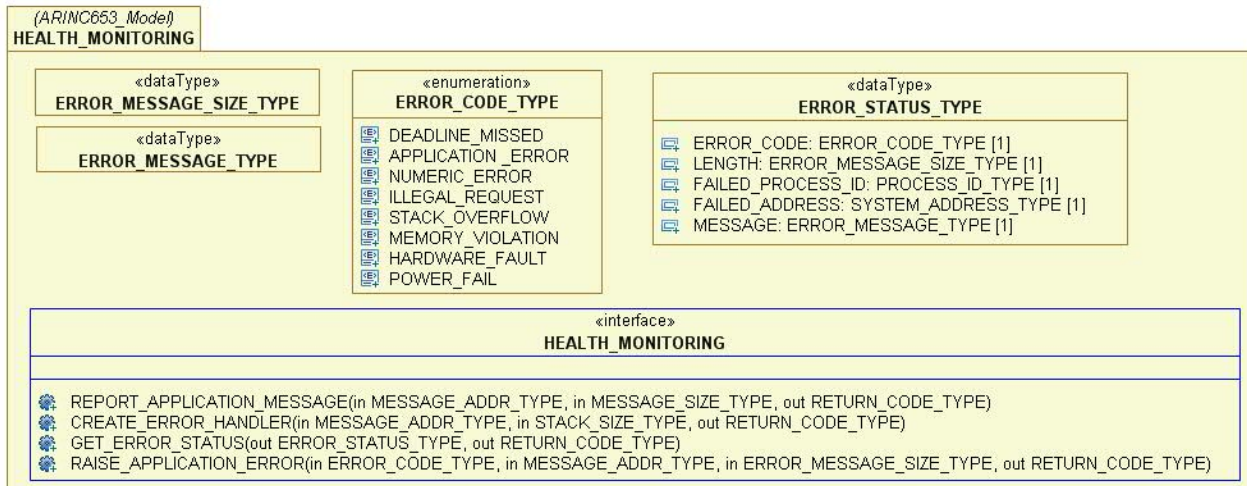 (ARINC653_Model)
HEALTH_MONITORING
«dataType»
ERROR_MESSAGE_SIZE_TYPE
«dataType»
ERROR_MESSAGE_TYPE
«enumeration»
ERROR_CODE_TYPE
DEADLINE_MISSED
APPLICATION _ERROR
NUMERIC_ERROR
ILLEGAL_REQUEST
STACK_OVERFLOW
MEMORY_VIOLATION
HARDWARE_FAULT
POWER_FAIL
«dataType»
ERROR_STATUS_TYPE
ERROR_CODE: ERROR_CODE_TYPE [1]
LENGTH: ERROR_MESSAGE_SIZE_TYPE [1]
FAILED_PROCESS_ID: PROCESS_ID_TYPE [1]
FAILED_ADDRESS: SYSTEM_ADDRESS_TYPE [1]
MESSAGE: ERROR_MESSAGE_TYPE [1]
«interface»
HEALTH_MONITORING
REPORT_APPLICATION_MESSAGE(in MESSAGE_ADDR_TYPE, in MESSAGE_SIZE_TYPE, out RETURN_CODE_TYPE)
CREATE_ERROR_HANDLER(in MESSAGE_ADDR_TYPE, in STACK_SIZE_TYPE, out RETURN_CODE_TYPE)
GET_ERROR_STATUS(out ERROR_STATUS_TYPE, out RETURN_CODE_TYPE)
RAISE_APPLICATION_ERROR(in ERROR_CODE_TYPE, in MESSAGE_ADDR_TYPE, in ERROR_MESSAGE_SIZE_TYPE, out RETURN_CODE_TYPE)